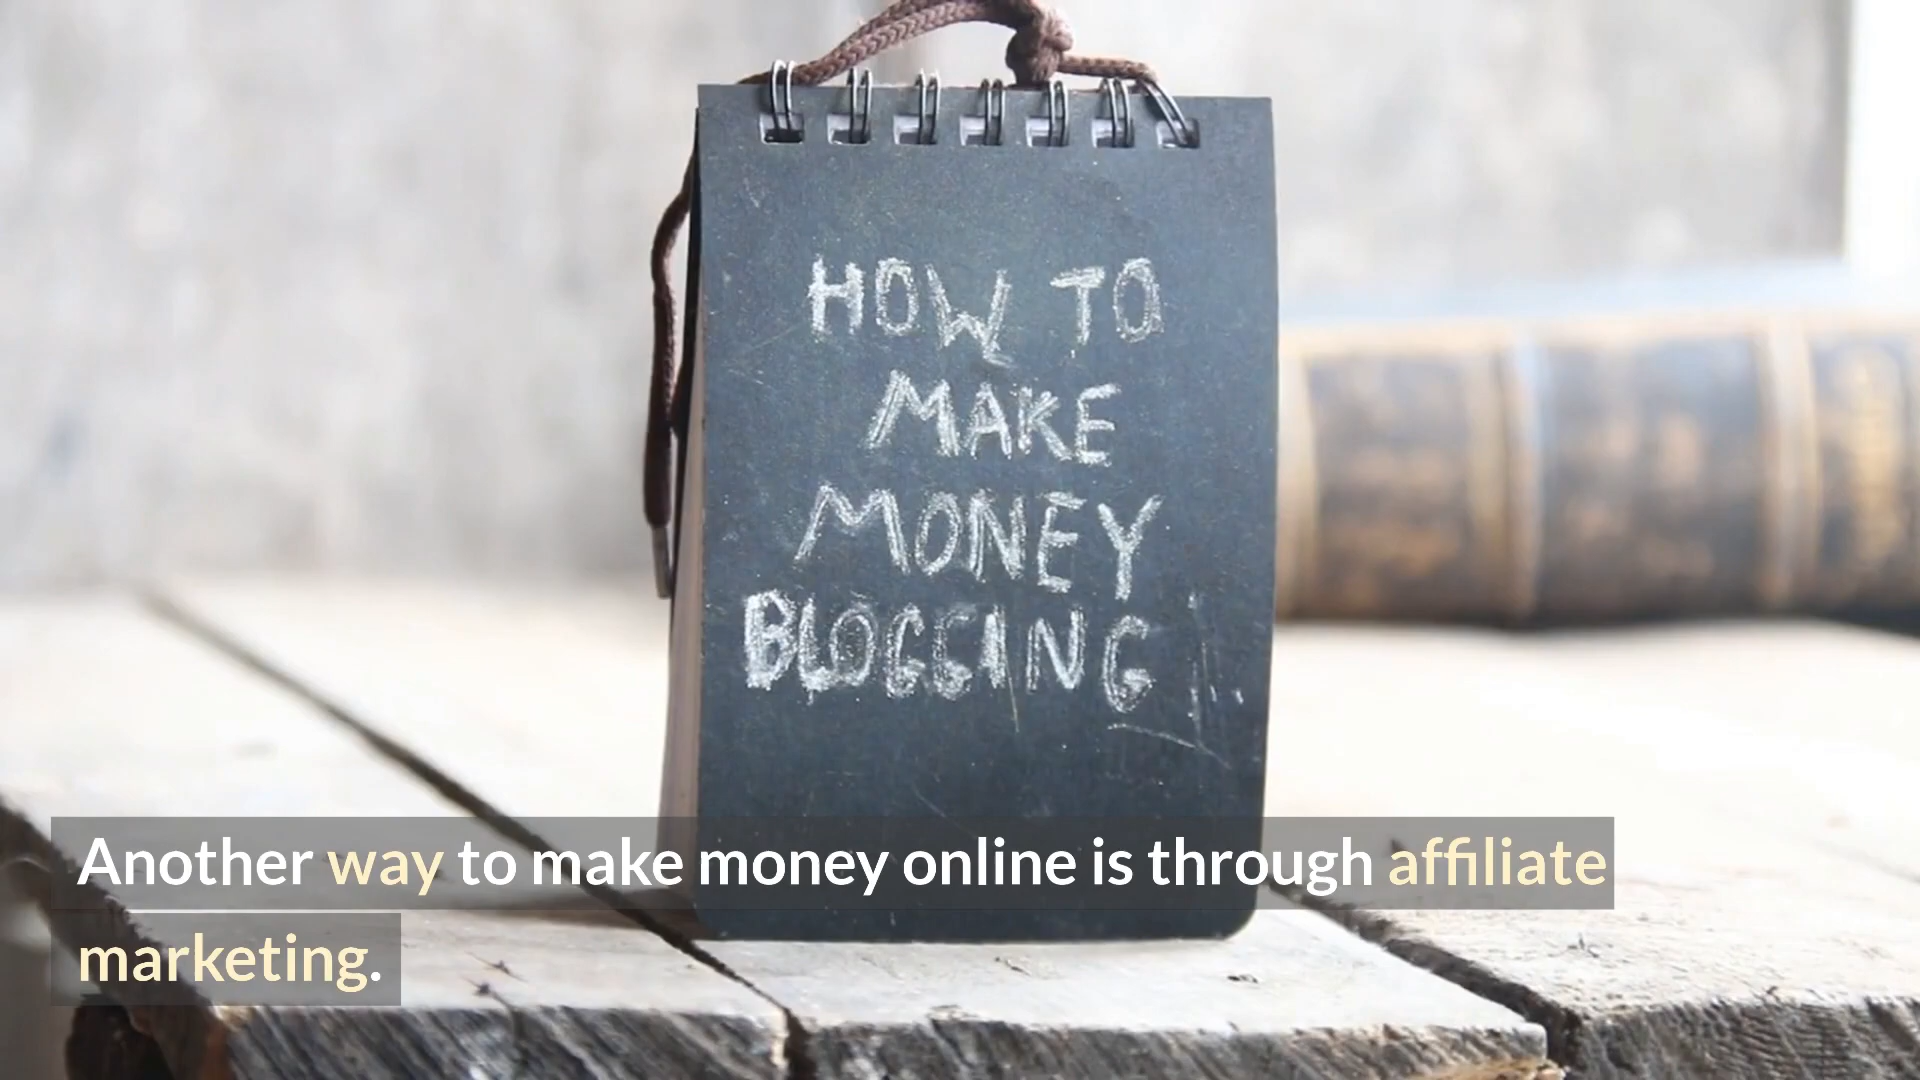 HOW TO
MAKE
MONEY
BLOGGING
Another way to make money online is through affiliate
marketing.